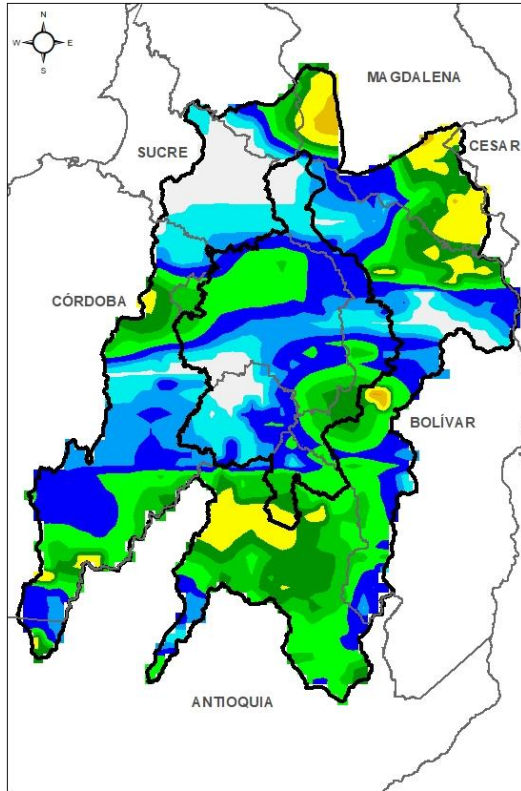 N
W E
S
MAGDALENA
CESAR
SUCRE
CÓRDOBA
BOLÍVAR
ANTIOQUIA